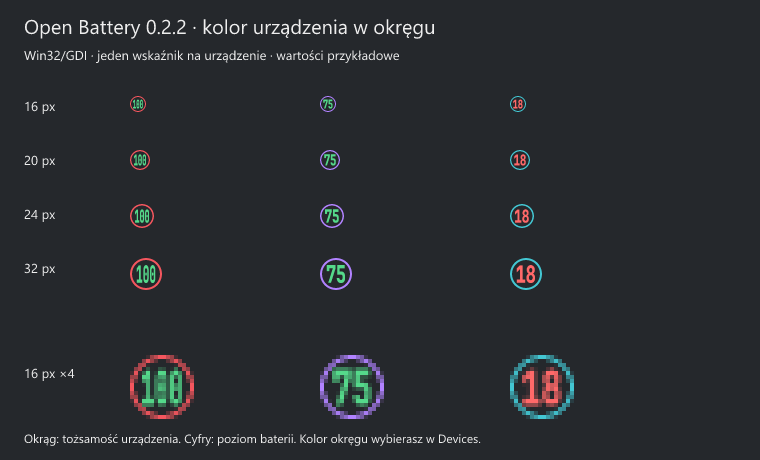 Open Battery 0.2.2 · kolor urządzenia w okręgu
Win32/GDI · jeden wskaźnik na urządzenie · wartości przykładowe
16 px 100 75 18
20 px 100 75 18
24 px 100 75 18
32 px 100 75 18
16 px ×4 100 75 18
Okrąg: tożsamość urządzenia. Cyfry: poziom baterii. Kolor okręgu wybierasz w Devices.